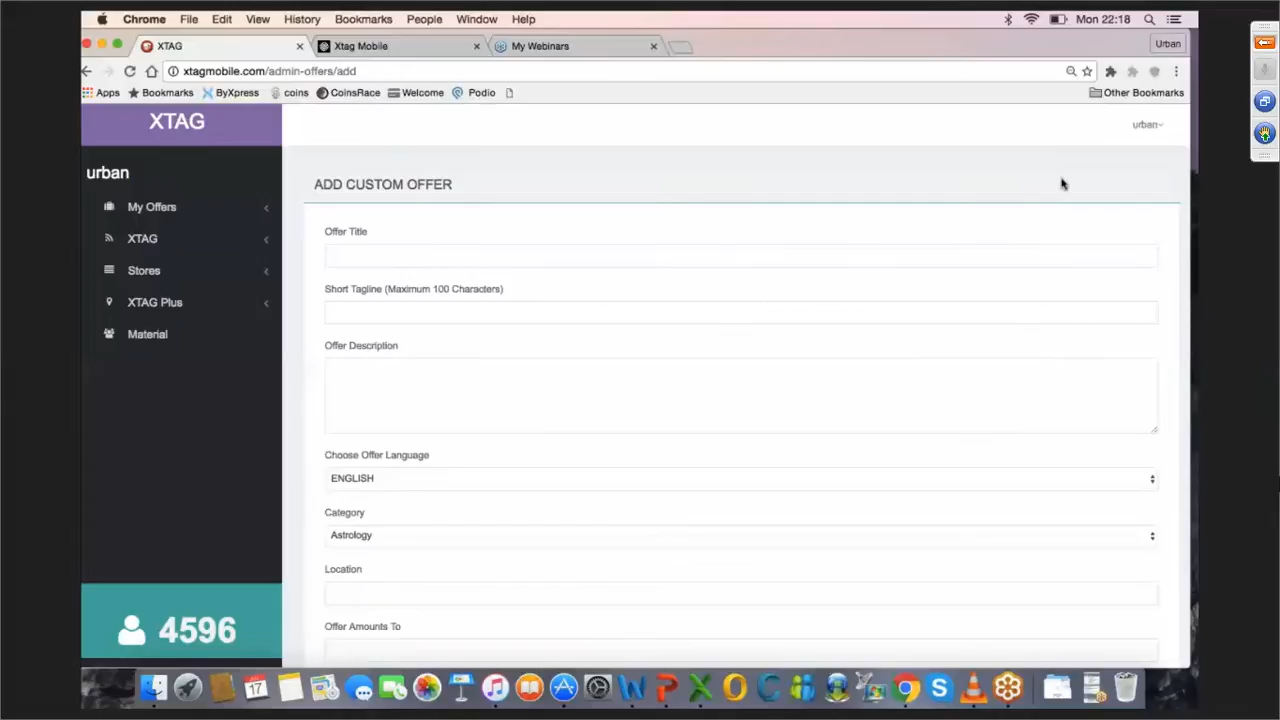 Chrome File Edit View History Bookmarks People Window Help Mon 22:18
XTAG Xtag Mobile My Webinars Urban
xtagmobile.com/admin-offers/add
Apps Bookmarks ByXpress coins CoinsRace Welcome Podio Other Bookmarks
XTAG
urban
urban
My Offers
XTAG
Stores
XTAG Plus
Material
4596
ADD CUSTOM OFFER
Offer Title
Short Tagline (Maximum 100 Characters)
Offer Description
Choose Offer Language
ENGLISH
Category
Astrology
Location
Offer Amounts To
17